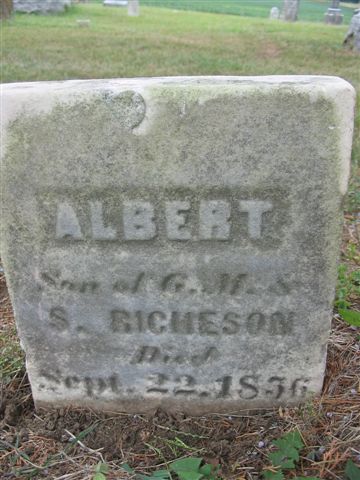 ALBERT
Son of G. M. &
S. RICHESON
Died
Sept. 22, 1856